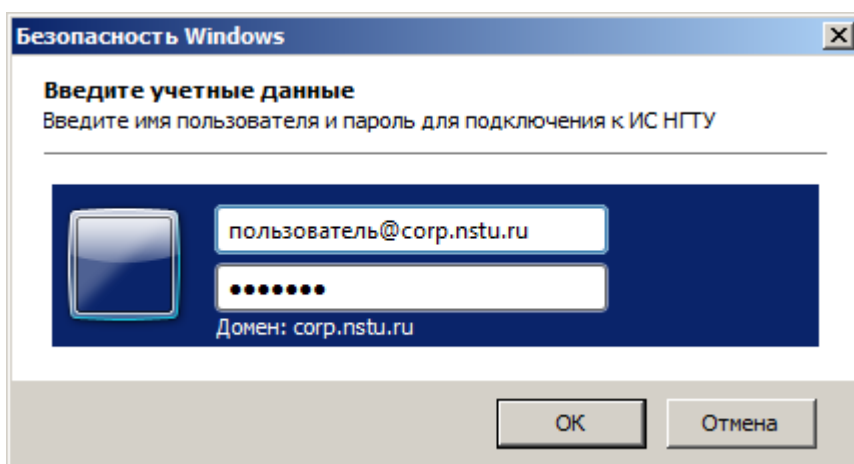 Безопасность Windows
Введите учетные данные
Введите имя пользователя и пароль для подключения к ИС НГТУ
пользователь@corp.nstu.ru
●●●●●●●
Домен: corp.nstu.ru
ОК
Отмена